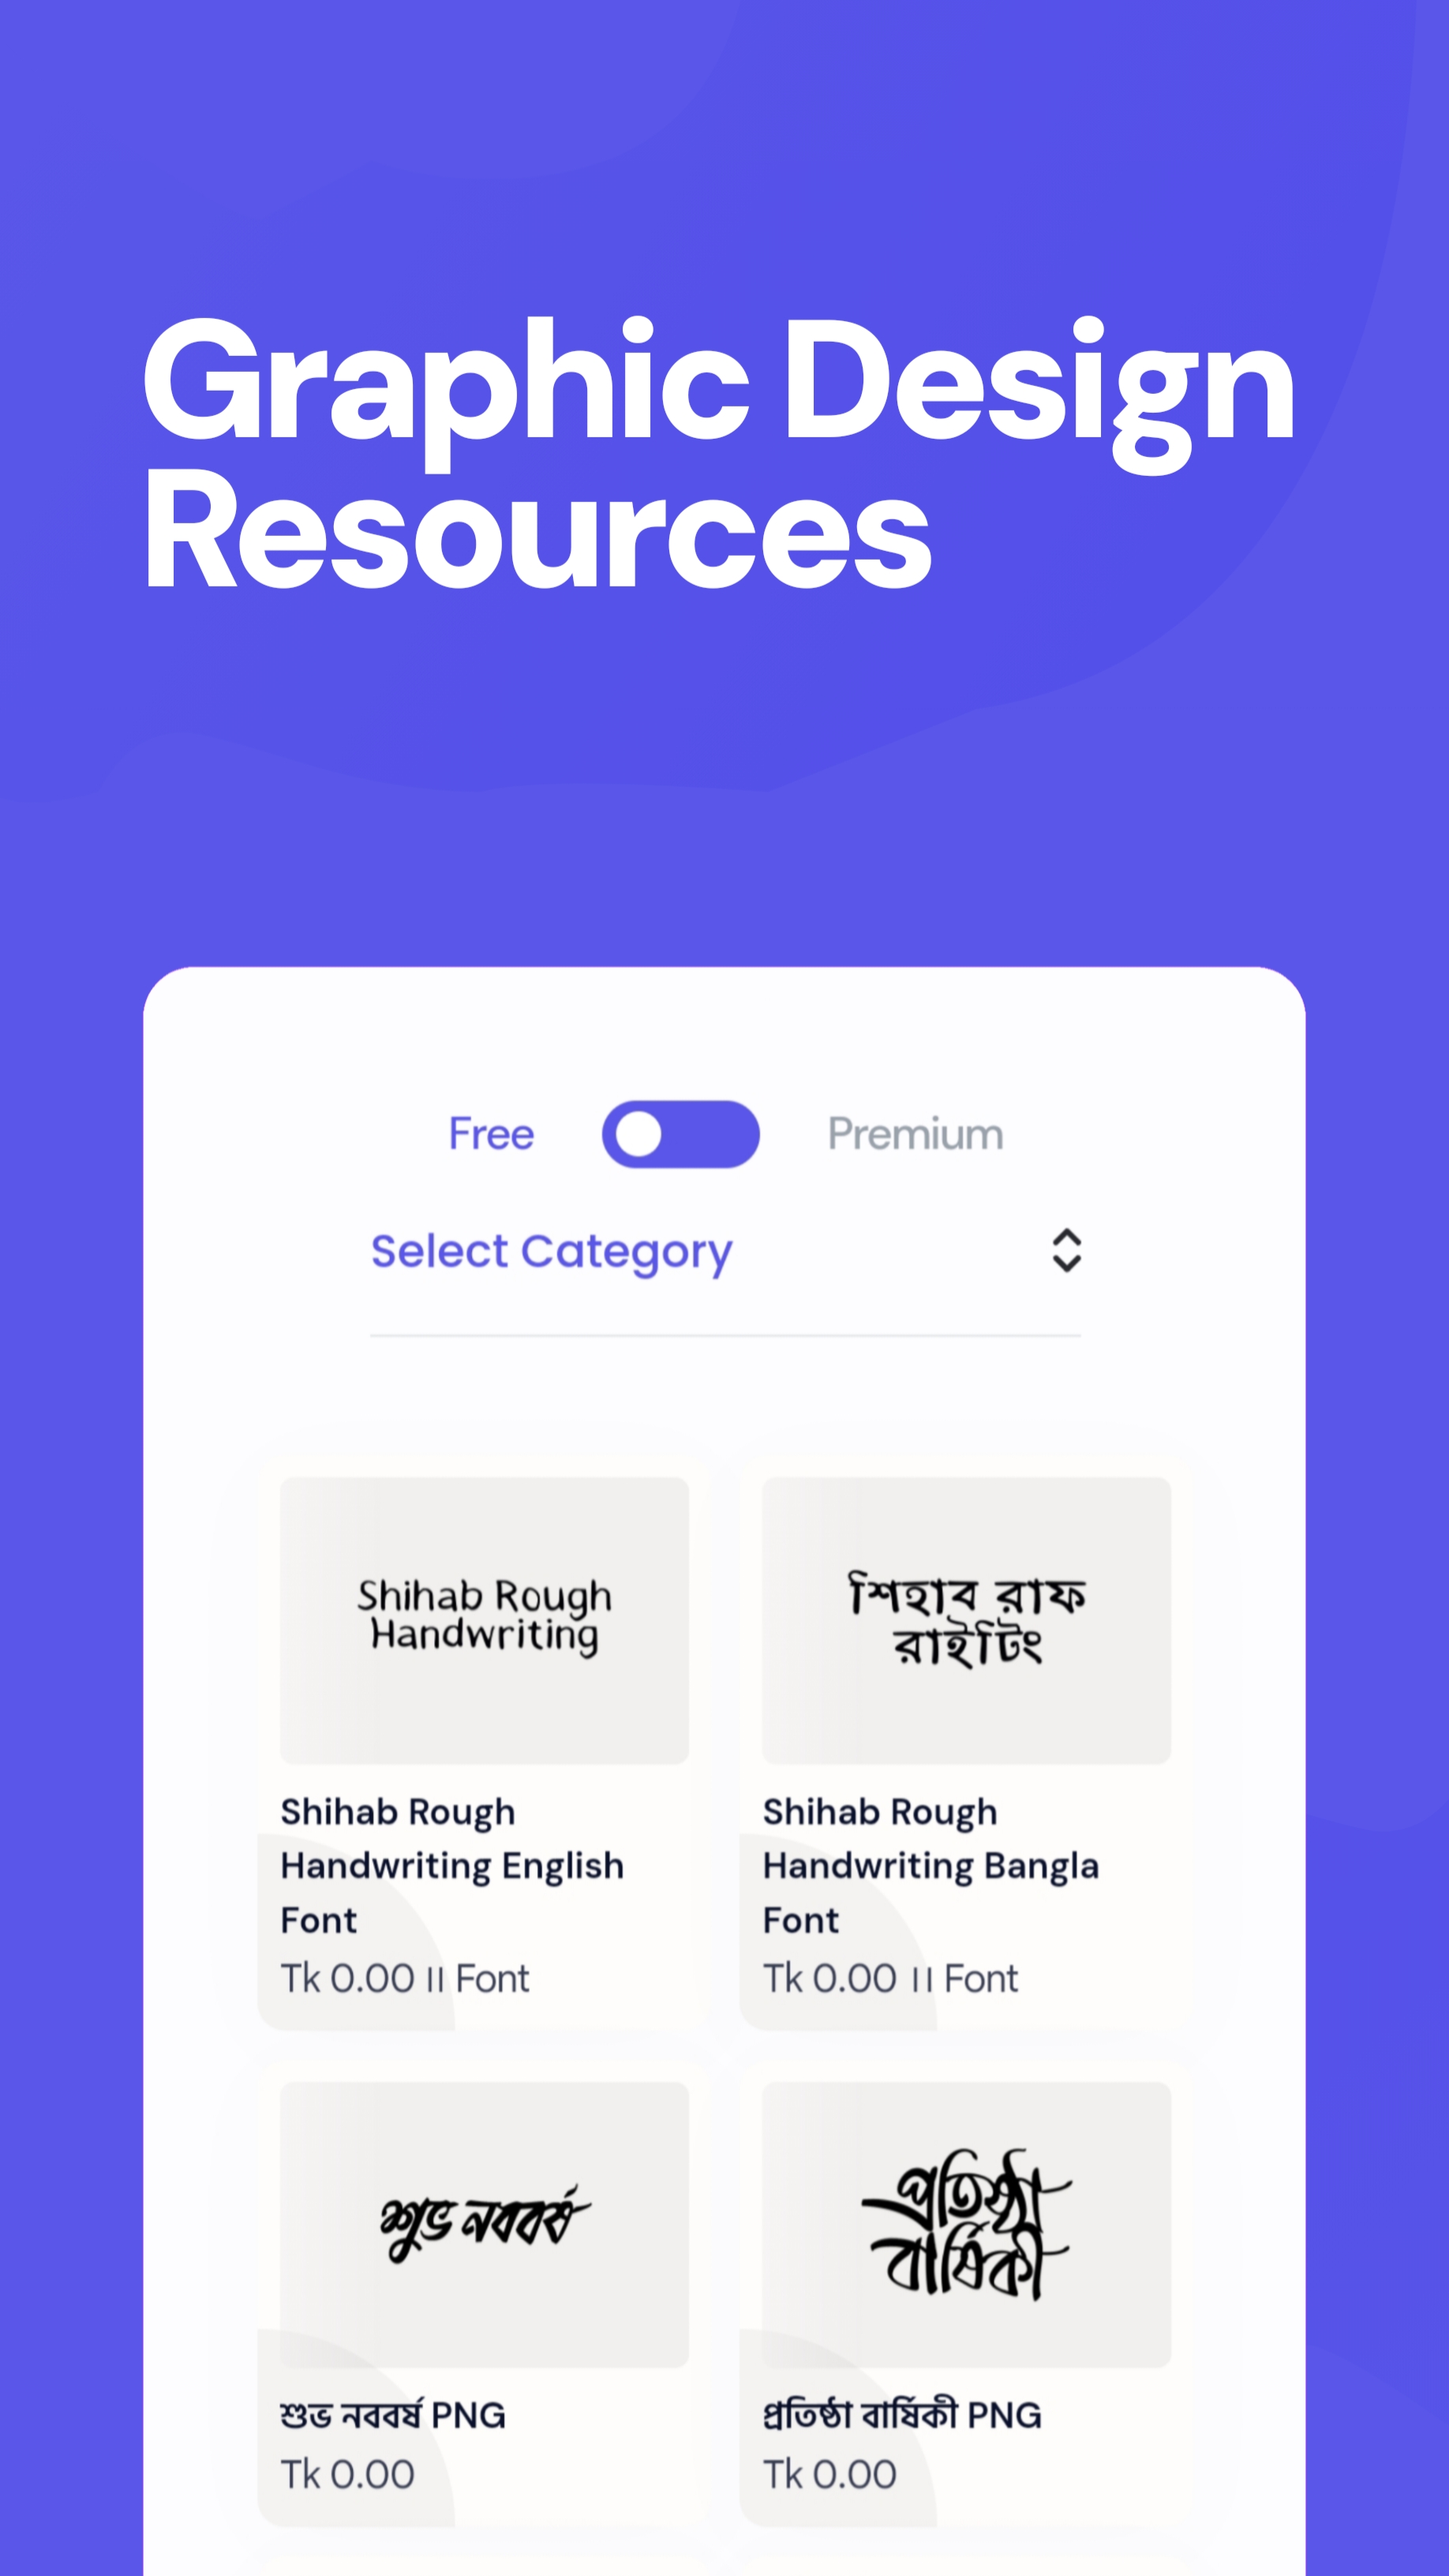 Graphic Design
Resources
Free Premium
Select Category
Shihab Rough
Handwriting
শিহাব রাফ
রাইটিং
Shihab Rough
Handwriting English
Font
Tk 0.00 || Font
Shihab Rough
Handwriting Bangla
Font
Tk 0.00 || Font
শুভ নববর্ষ
প্রতিষ্ঠা
বার্ষিকী
শুভ নববর্ষ PNG
Tk 0.00
প্রতিষ্ঠা বার্ষিকী PNG
Tk 0.00